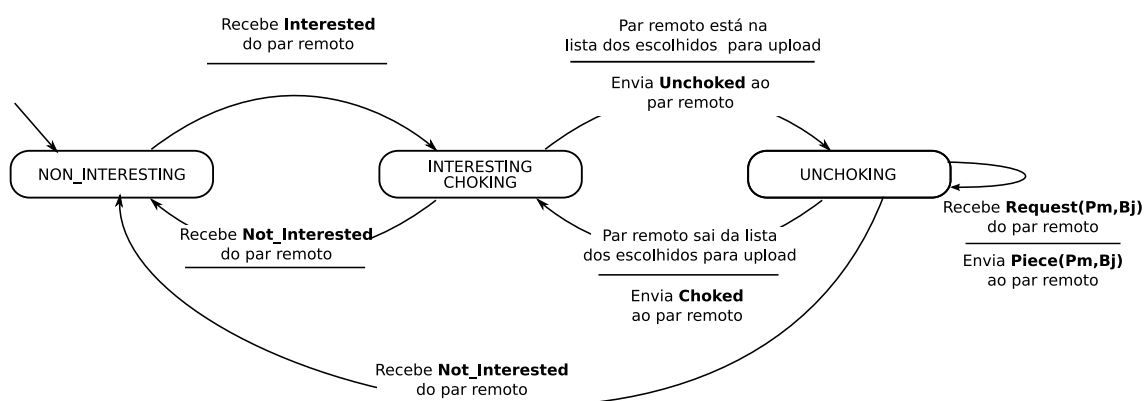 Recebe Interested
do par remoto
Par remoto está na
lista dos escolhidos para upload
Envia Unchoked ao
par remoto
NON_INTERESTING
INTERESTING
CHOKING
UNCHOKING
Recebe Not_Interested
do par remoto
Par remoto sai da lista
dos escolhidos para upload
Envia Choked
ao par remoto
Recebe Request(Pm,Bj)
do par remoto
Envia Piece(Pm,Bj)
ao par remoto
Recebe Not_Interested
do par remoto